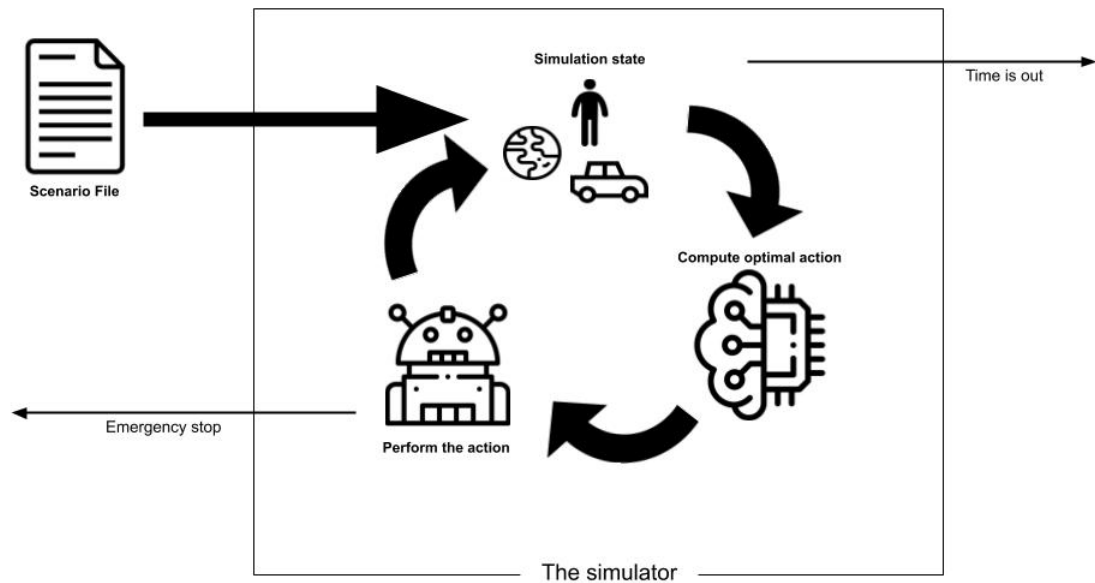 Simulation state
Time is out
Scenario File
Compute optimal action
Emergency stop
Perform the action
The simulator